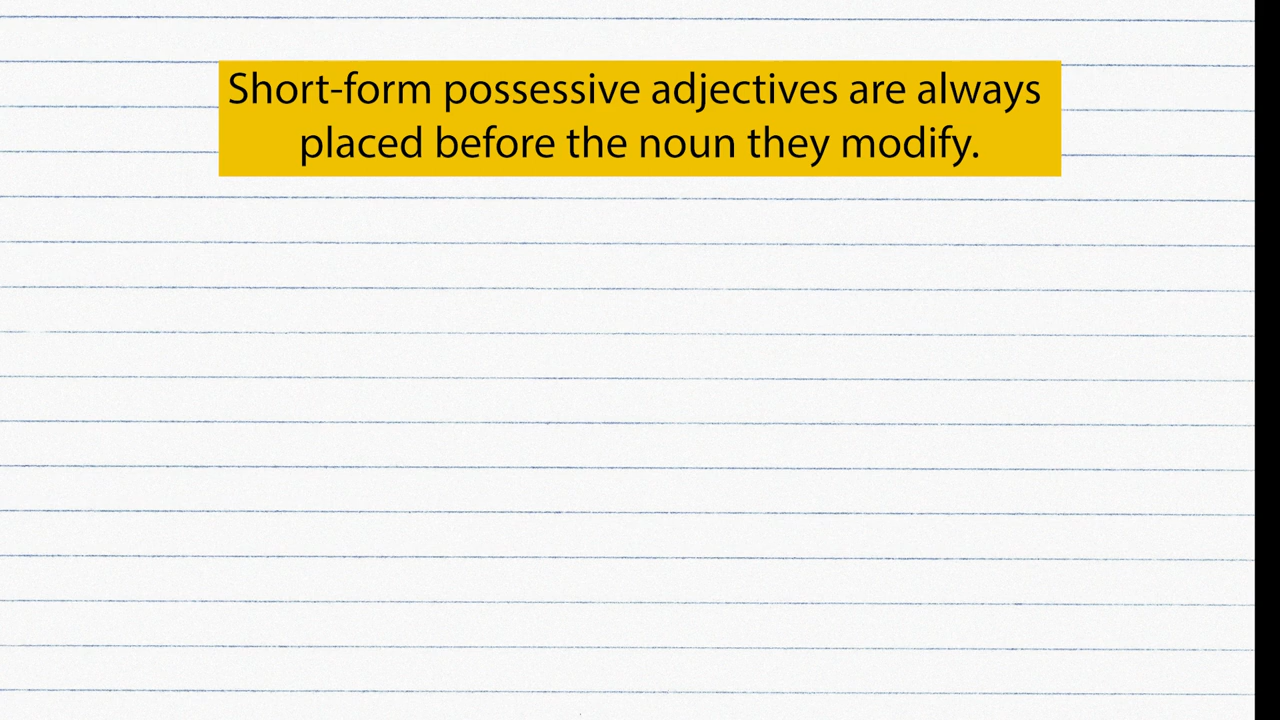 Short-form possessive adjectives are always
placed before the noun they modify.